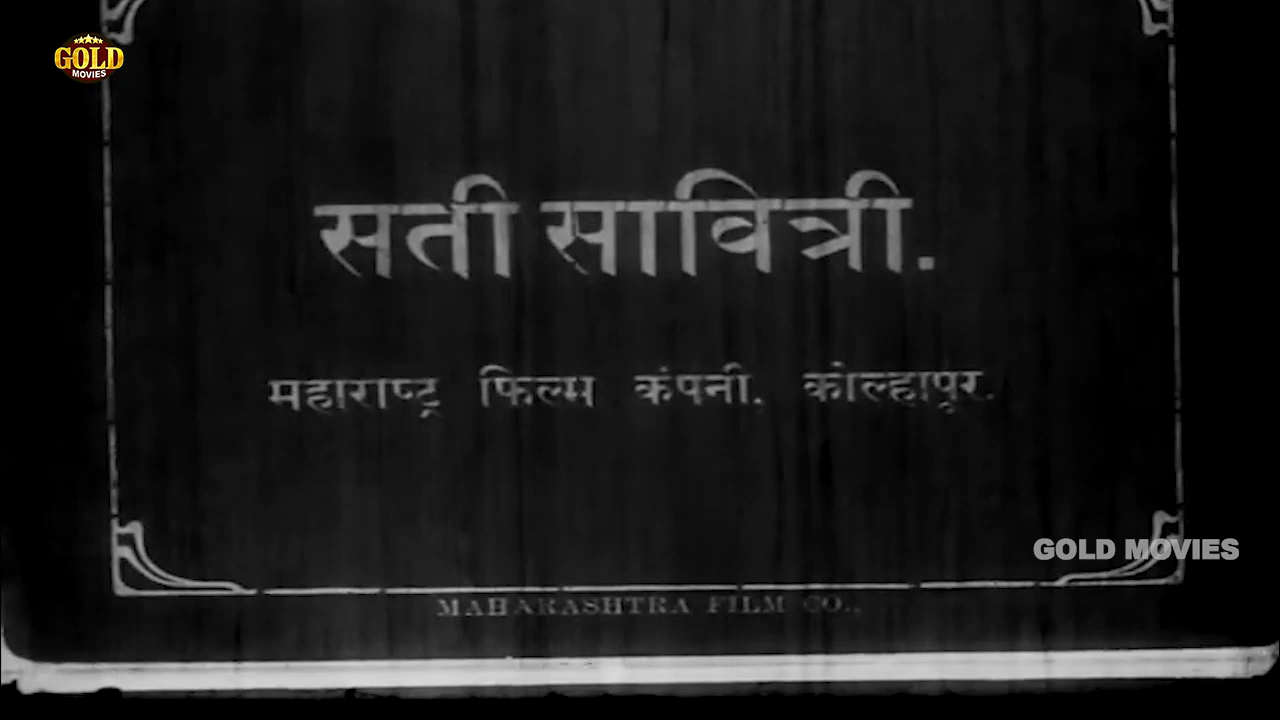 GOLD
MOVIES
सती सावित्री.
महाराष्ट्र फिल्म कंपनी. कोल्हापूर.
GOLD MOVIES
MAHARASHTRA FILM CO..